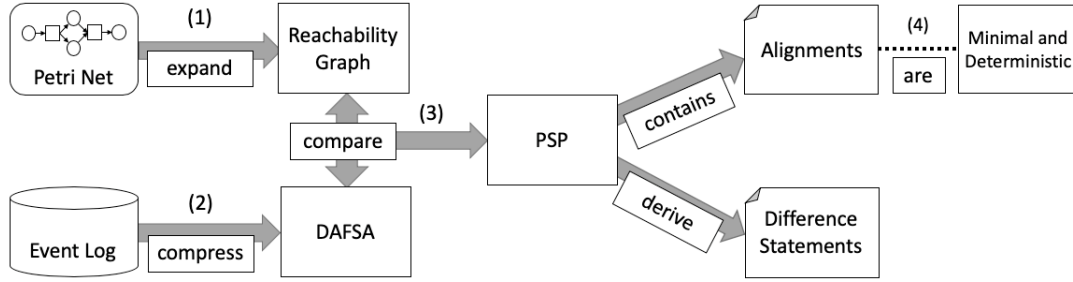 (1)
Petri Net
expand
Reachability
Graph
(2)
Event Log
compress
DAFSA
compare
(3)
PSP
contains
derive
Alignments
(4)
are
Minimal and
Deterministic
Difference
Statements